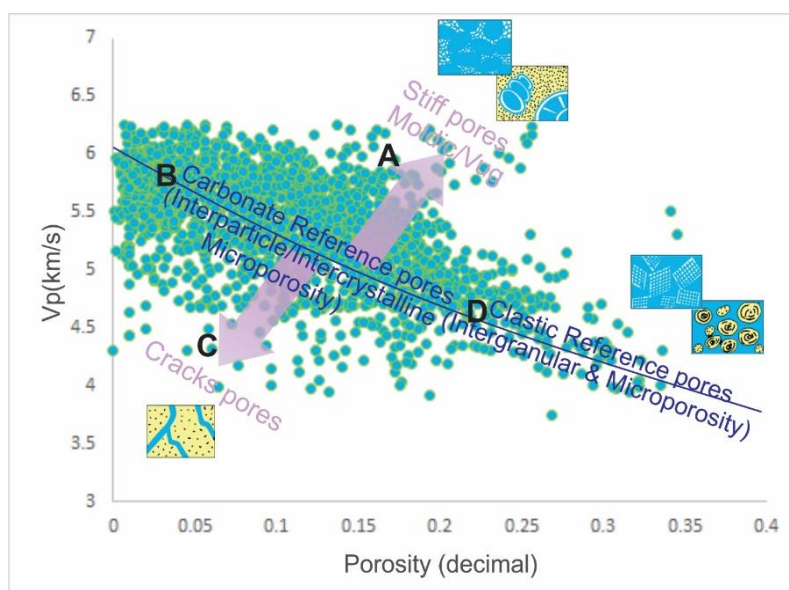 7
6.5
6
5.5
5
4.5
4
3.5
3
Vp(km/s)
0
0.05
0.1
0.15
0.2
0.25
0.3
0.35
0.4
Porosity (decimal)
A
Stiff pores
Moldic/Vug
B
Carbonate Reference pores
(Interparticle/Intercrystalline
Microporosity)
C
Cracks pores
D
Clastic Reference pores
(Intergranular & Microporosity)